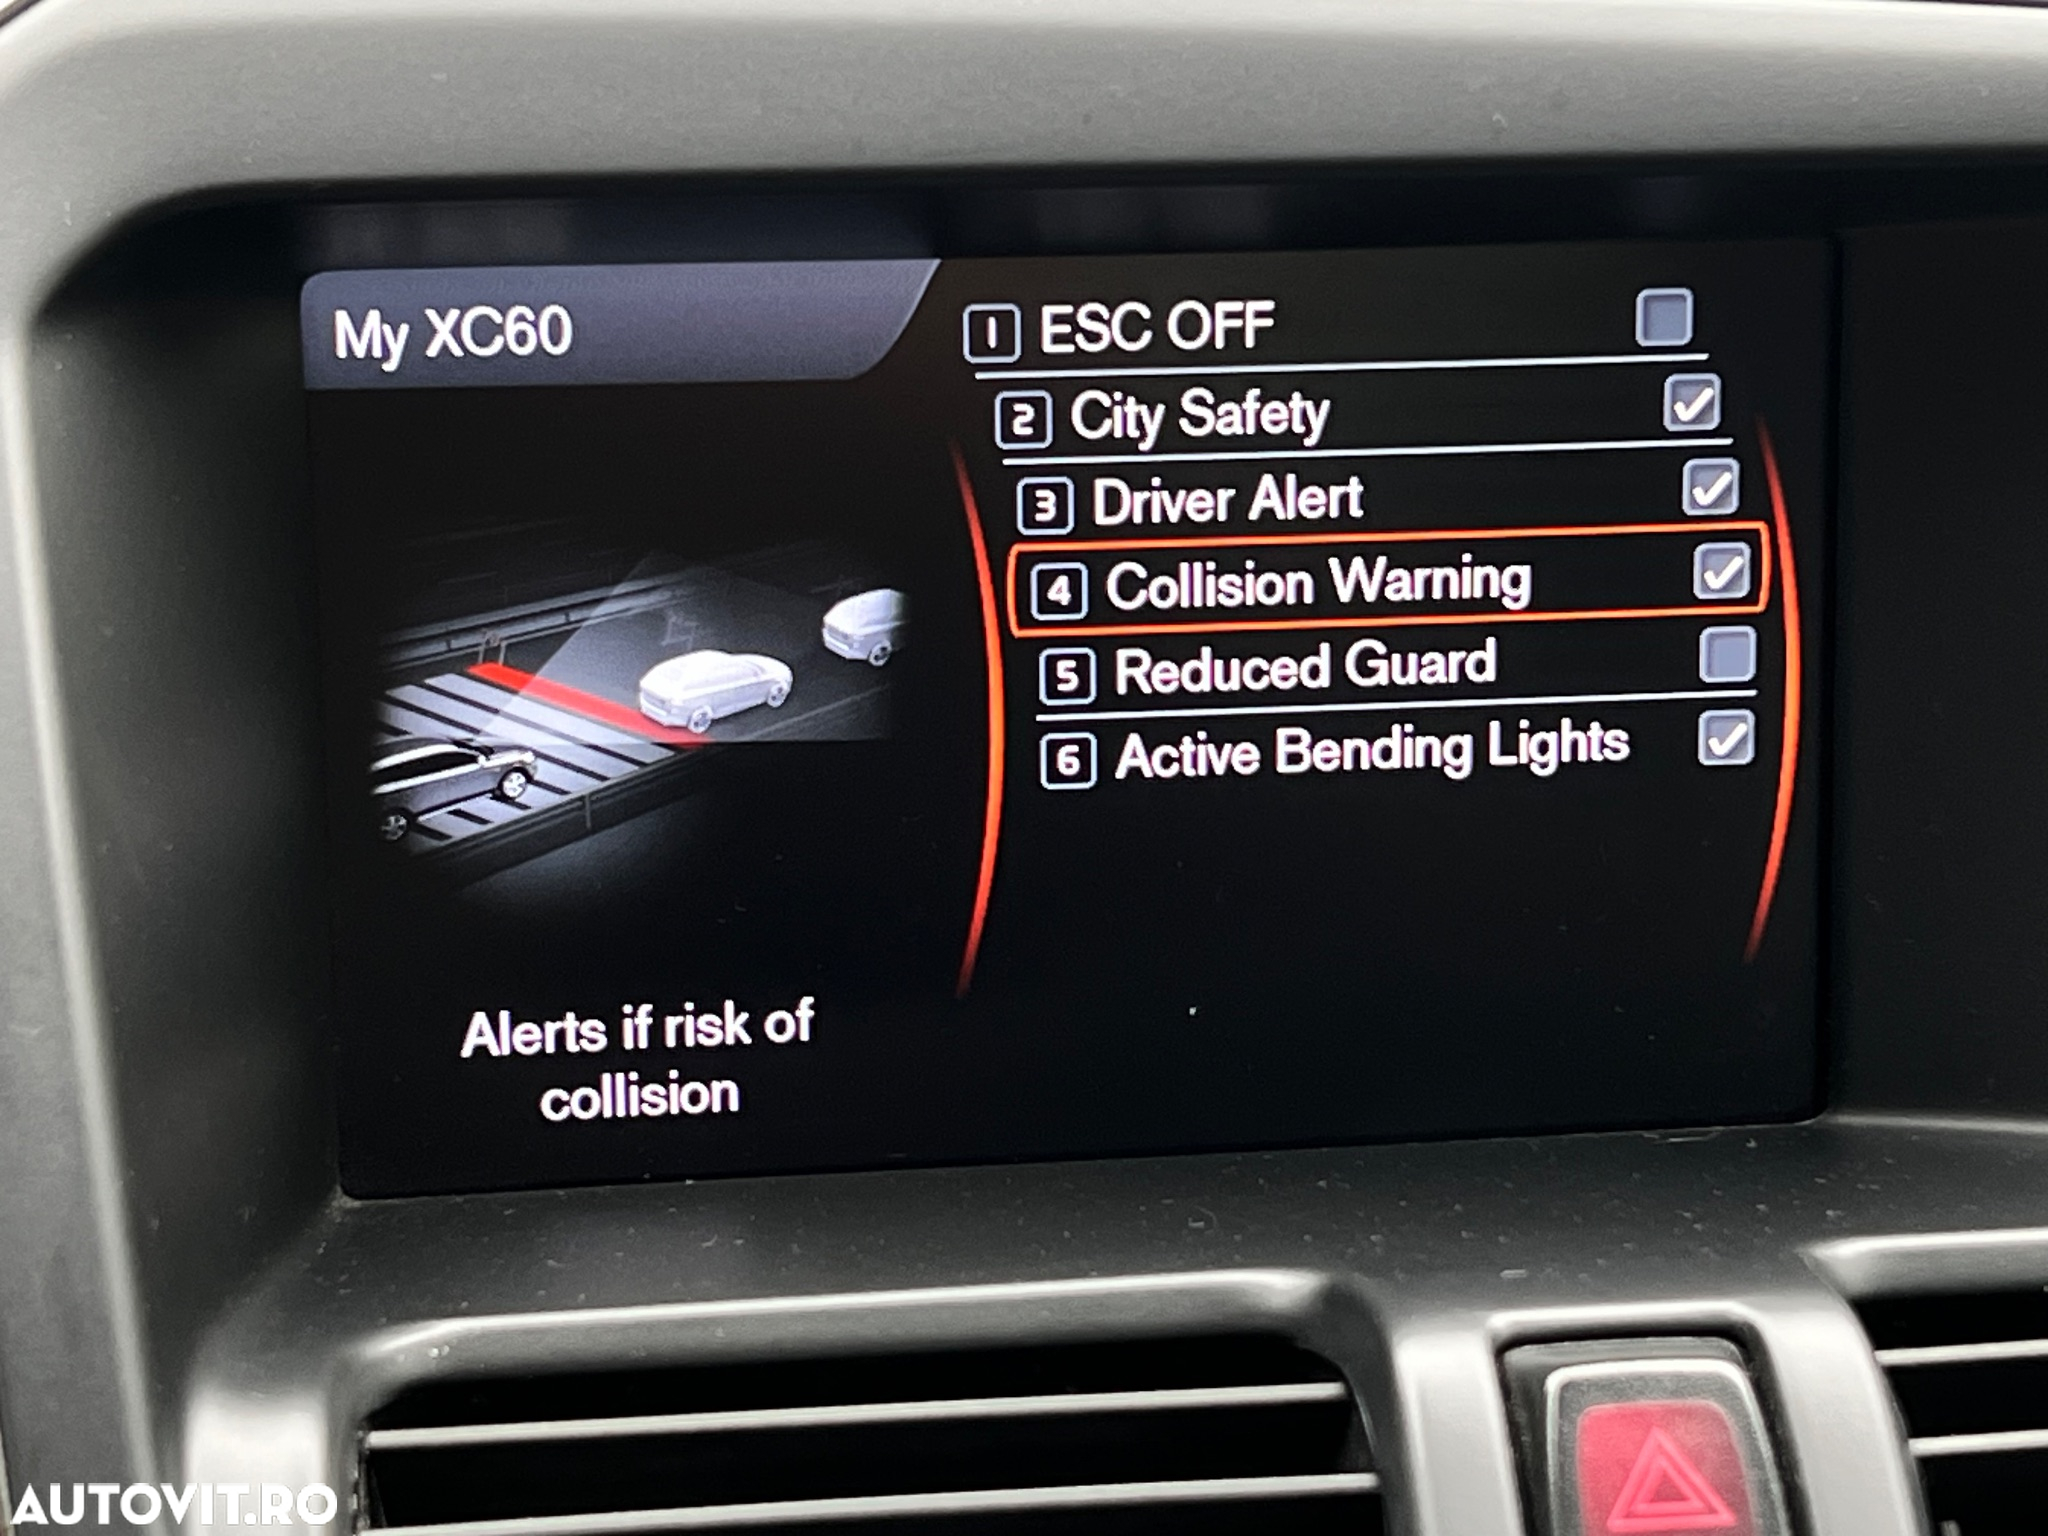 My XC60
1 ESC OFF
2 City Safety
3 Driver Alert
4 Collision Warning
5 Reduced Guard
6 Active Bending Lights
Alerts if risk of
collision
AUTOVIT.RO